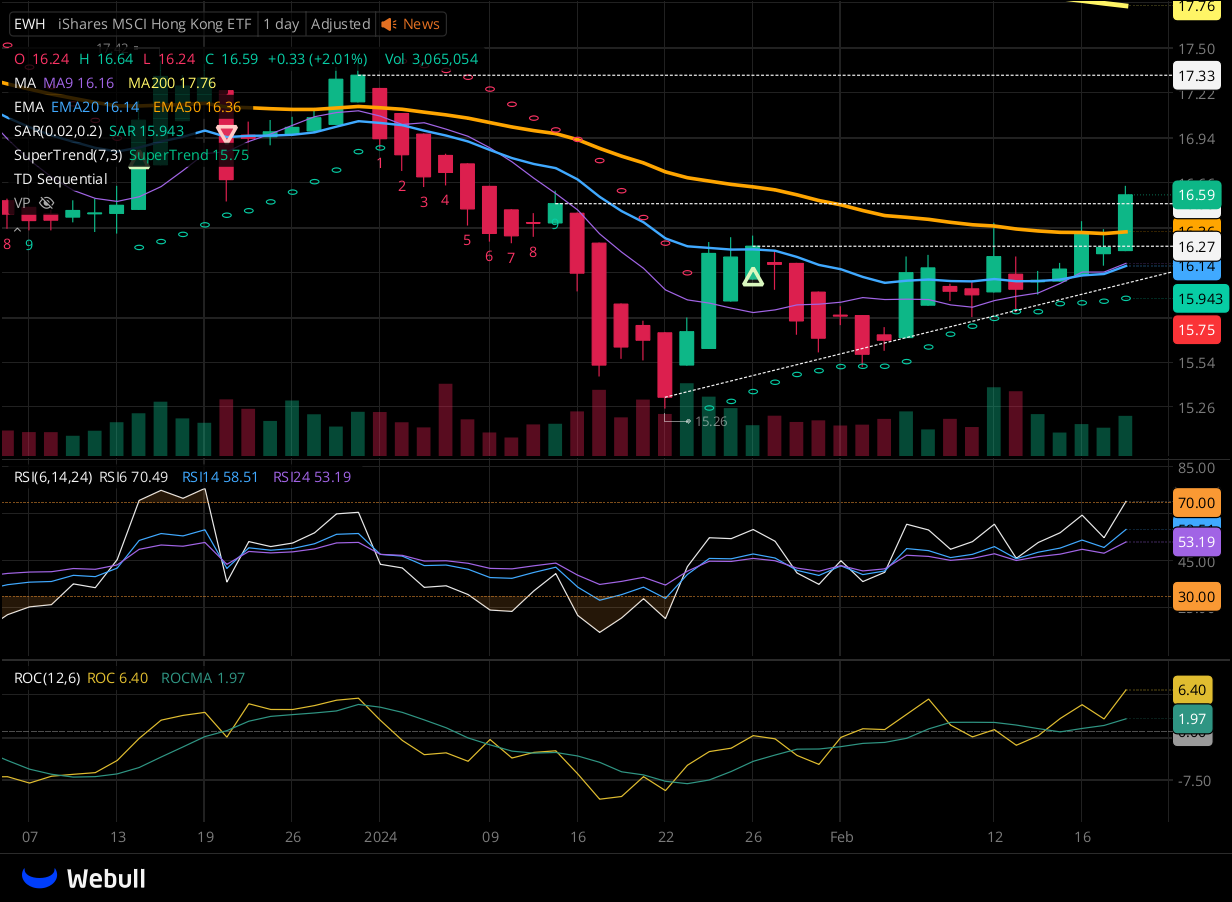 EWH iShares MSCI Hong Kong ETF 1 day Adjusted News
17.76
17.50
17.42
O 16.24 H 16.64 L 16.24 C 16.59 +0.33 (+2.01%) Vol 3,065,054
17.33
MA MA9 16.16 MA200 17.76
17.22
EMA EMA20 16.14 EMA50 16.36
SAR(0.02,0.2) SAR 15.943
16.94
SuperTrend(7,3) SuperTrend 15.75
1
TD Sequential
2
16.59
VP
3 4
9
8 9
5
6 7 8
16.27
16.14
15.943
15.75
15.54
15.26
15.26
RSI(6,14,24) RSI6 70.49 RSI14 58.51 RSI24 53.19
85.00
70.00
53.19
45.00
30.00
ROC(12,6) ROC 6.40 ROCMA 1.97
6.40
1.97
-7.50
07 13 19 26 2024 09 16 22 26 Feb 12 16
Webull